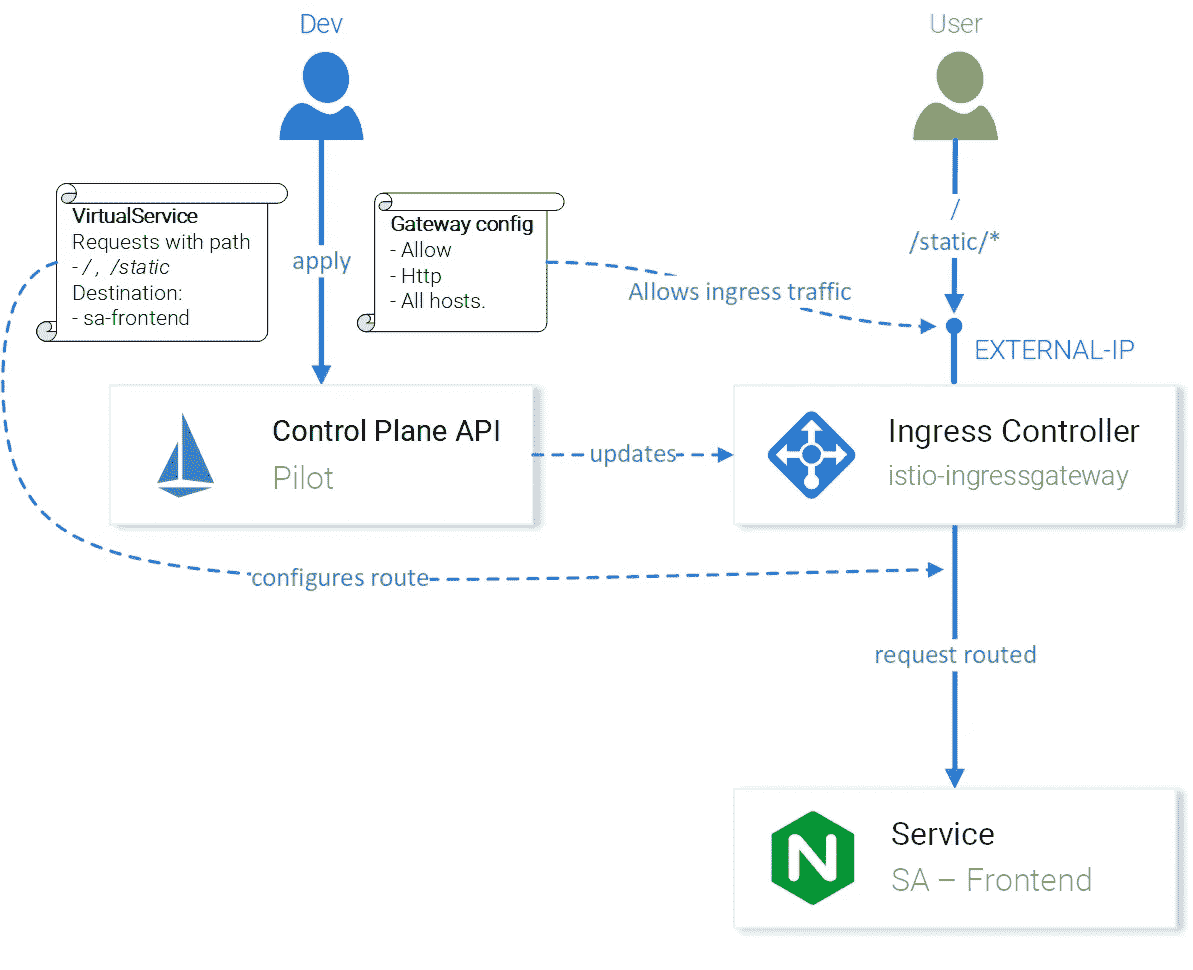 Dev
User
VirtualService
Requests with path
- / , /static
Destination:
- sa-frontend
apply
Gateway config
- Allow
- Http
- All hosts.
/
/static/*
Allows ingress traffic
EXTERNAL-IP
Control Plane API
Pilot
updates
Ingress Controller
istio-ingressgateway
configures route
request routed
N
Service
SA – Frontend